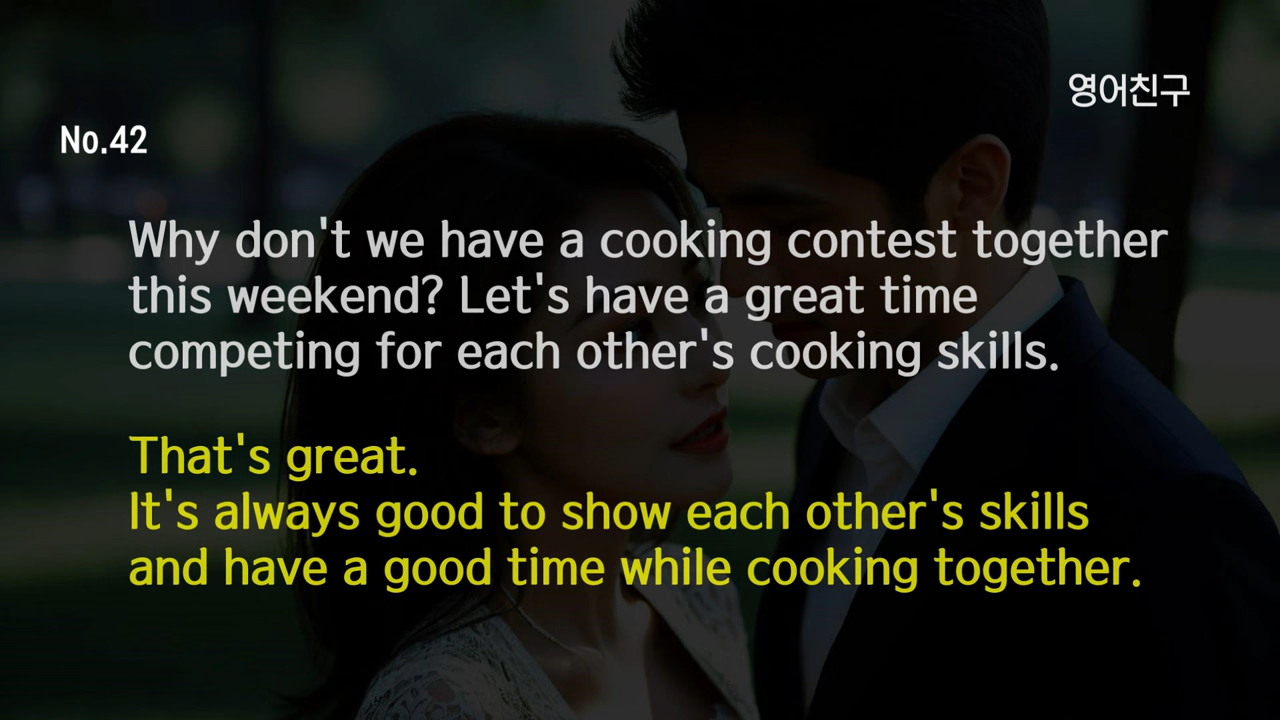 영어친구
No.42
Why don't we have a cooking contest together
this weekend? Let's have a great time
competing for each other's cooking skills.
That's great.
It's always good to show each other's skills
and have a good time while cooking together.